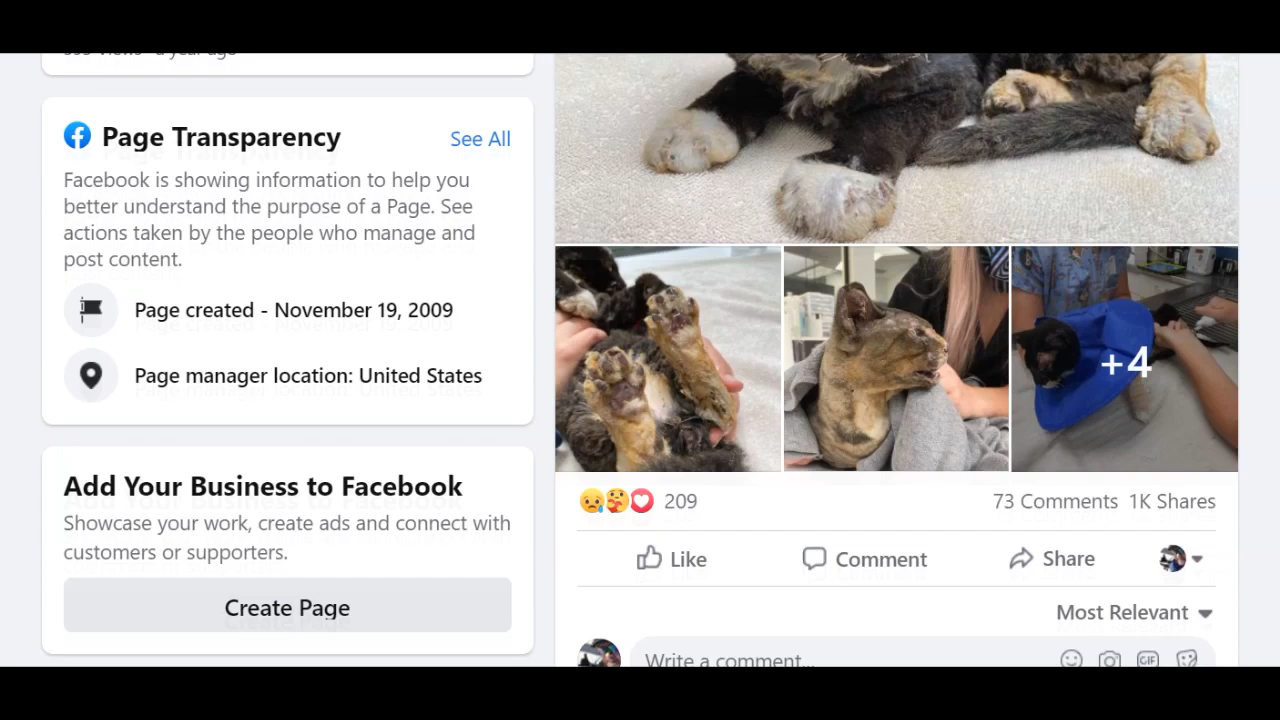 Page Transparency
See All
Facebook is showing information to help you
better understand the purpose of a Page. See
actions taken by the people who manage and
post content.
Page created - November 19, 2009
Page manager location: United States
Add Your Business to Facebook
Showcase your work, create ads and connect with
customers or supporters.
Create Page
+4
209
73 Comments 1K Shares
Like
Comment
Share
Most Relevant
Write a comment...
GIF